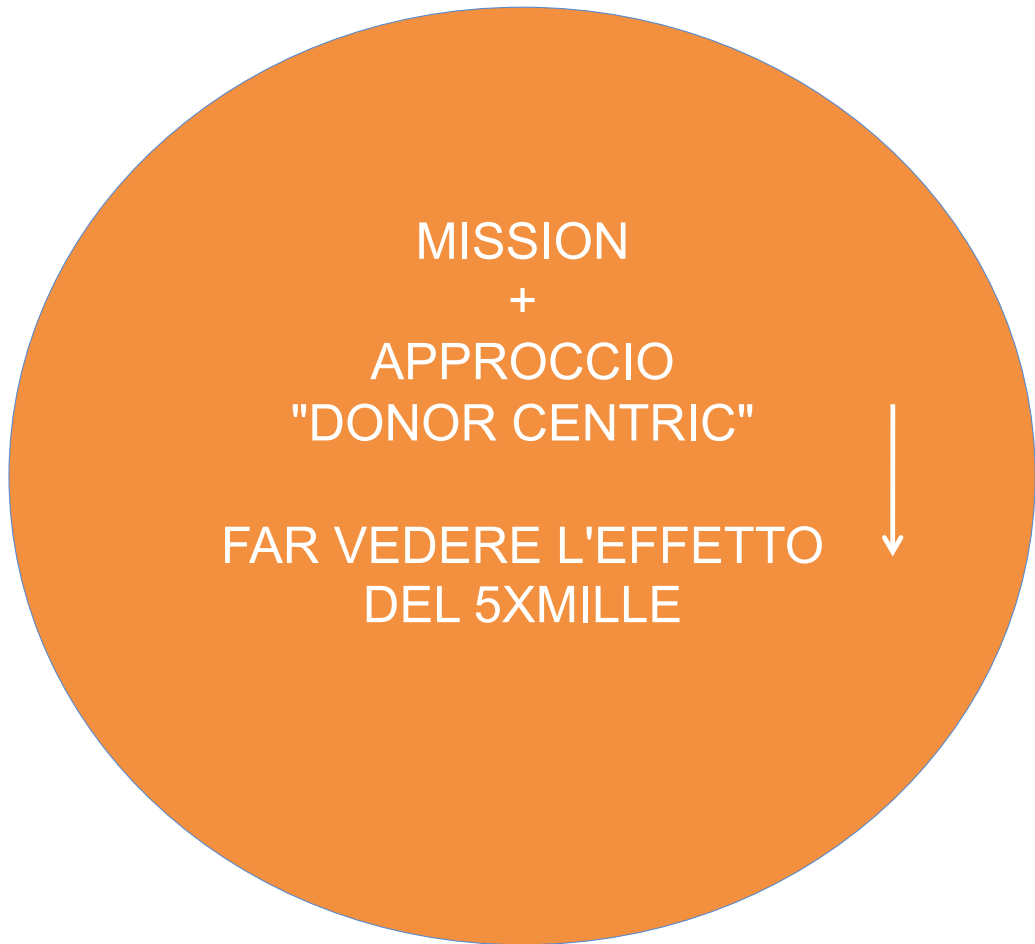 MISSION
+
APPROCCIO
"DONOR CENTRIC"
FAR VEDERE L'EFFETTO
DEL 5XMILLE